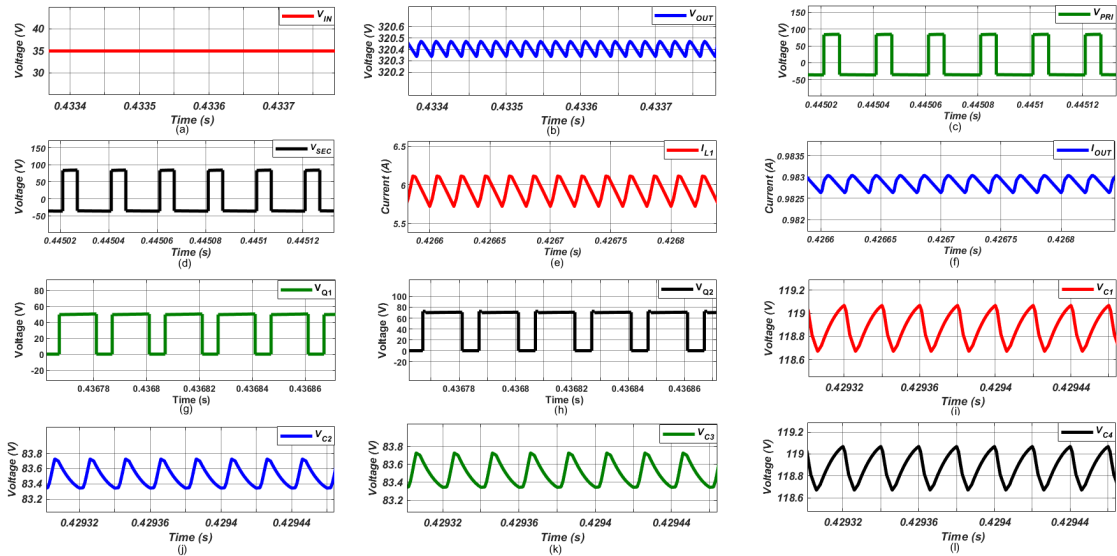 V_IN
Voltage (V)
45
40
35
30
0.4334
0.4335
0.4336
0.4337
Time (s)
(a)
V_OUT
Voltage (V)
320.6
320.5
320.4
320.3
320.2
0.4334
0.4335
0.4336
0.4337
Time (s)
(b)
V_PRI
Voltage (V)
150
100
50
0
-50
0.44502
0.44504
0.44506
0.44508
0.4451
0.44512
Time (s)
(c)
V_SEC
Voltage (V)
150
100
50
0
-50
0.44502
0.44504
0.44506
0.44508
0.4451
0.44512
Time (s)
(d)
I_L1
Current (A)
6.5
6
5.5
0.4266
0.42665
0.4267
0.42675
0.4268
Time (s)
(e)
I_OUT
Current (A)
0.9835
0.983
0.9825
0.982
0.4266
0.42665
0.4267
0.42675
0.4268
Time (s)
(f)
V_Q1
Voltage (V)
80
60
40
20
0
-20
0.43678
0.4368
0.43682
0.43684
0.43686
Time (s)
(g)
V_Q2
Voltage (V)
100
80
60
40
20
0
-20
0.43678
0.4368
0.43682
0.43684
0.43686
Time (s)
(h)
V_C1
Voltage (V)
119.2
119
118.8
118.6
0.42932
0.42936
0.4294
0.42944
Time (s)
(i)
V_C2
Voltage (V)
83.8
83.6
83.4
83.2
0.42932
0.42936
0.4294
0.42944
Time (s)
(j)
V_C3
Voltage (V)
83.8
83.6
83.4
83.2
0.42932
0.42936
0.4294
0.42944
Time (s)
(k)
V_C4
Voltage (V)
119.2
119
118.8
118.6
0.42932
0.42936
0.4294
0.42944
Time (s)
(l)